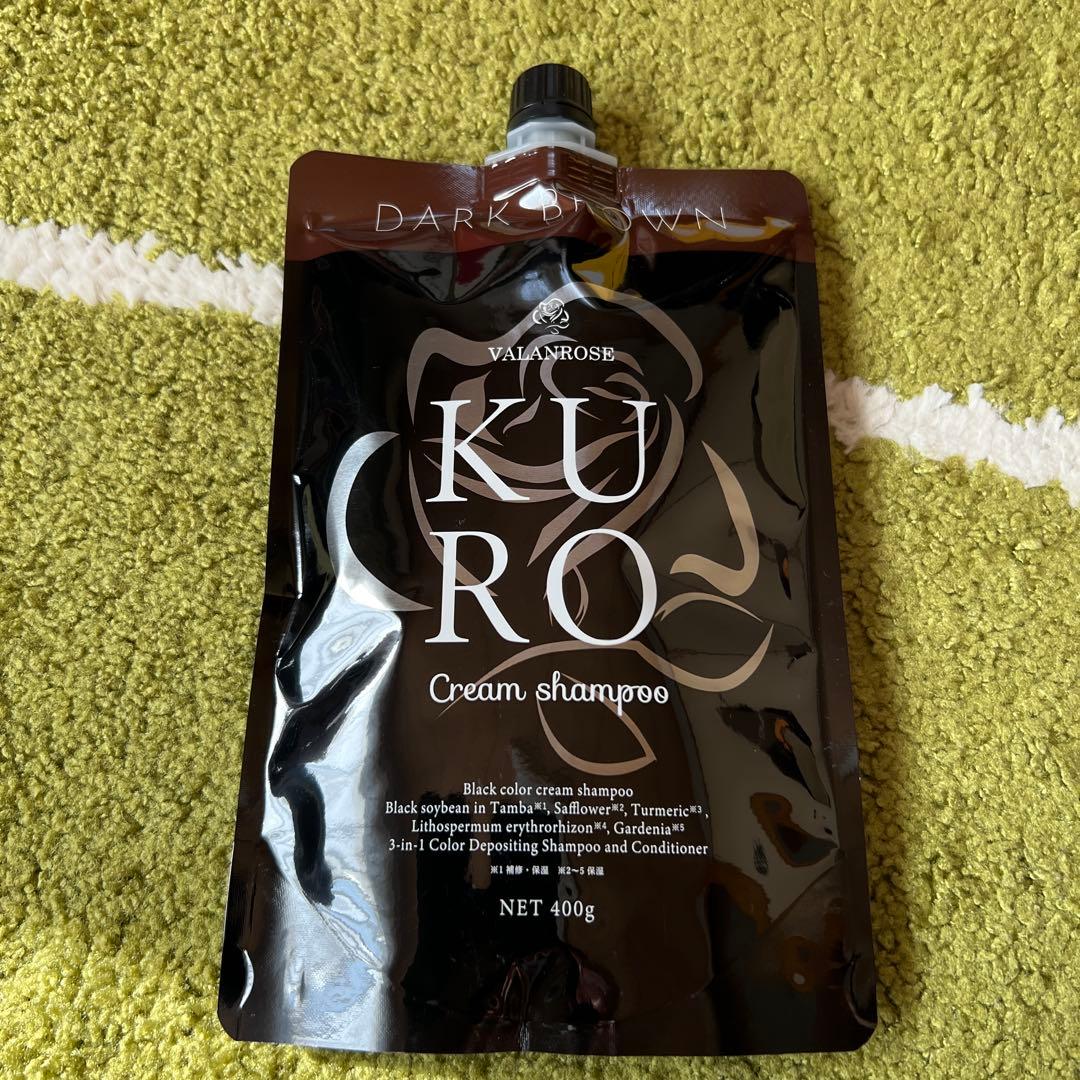 DARK BROWN
VALANROSE
KU
RO
Cream shampoo
Black color cream shampoo
Black soybean in Tamba※1, Safflower※2, Turmeric※3,
Lithospermum erythrorhizon※4, Gardenia※5
3-in-1 Color Depositing Shampoo and Conditioner
※1 補修・保湿 ※2～5 保湿
NET 400g